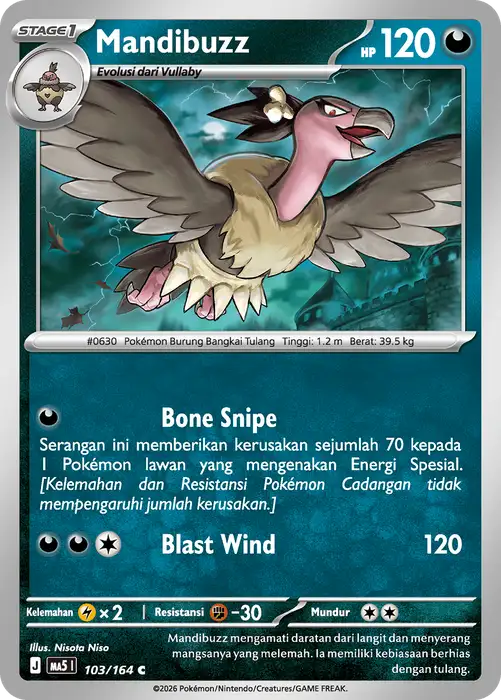 STAGE1
Mandibuzz
HP 120
Evolusi dari Vullaby
#0630 Pokémon Burung Bangkai Tulang Tinggi: 1.2 m Berat: 39.5 kg
Bone Snipe
Serangan ini memberikan kerusakan sejumlah 70 kepada
1 Pokémon lawan yang mengenakan Energi Spesial.
[Kelemahan dan Resistansi Pokémon Cadangan tidak
mempengaruhi jumlah kerusakan.]
Blast Wind 120
Kelemahan ×2 Resistansi -30 Mundur
Illus. Nisota Niso
Mandibuzz mengamati daratan dari langit dan menyerang
mangsanya yang melemah. Ia memiliki kebiasaan berhias
dengan tulang.
J MA5 I 103/164 C
©2026 Pokémon/Nintendo/Creatures/GAME FREAK.